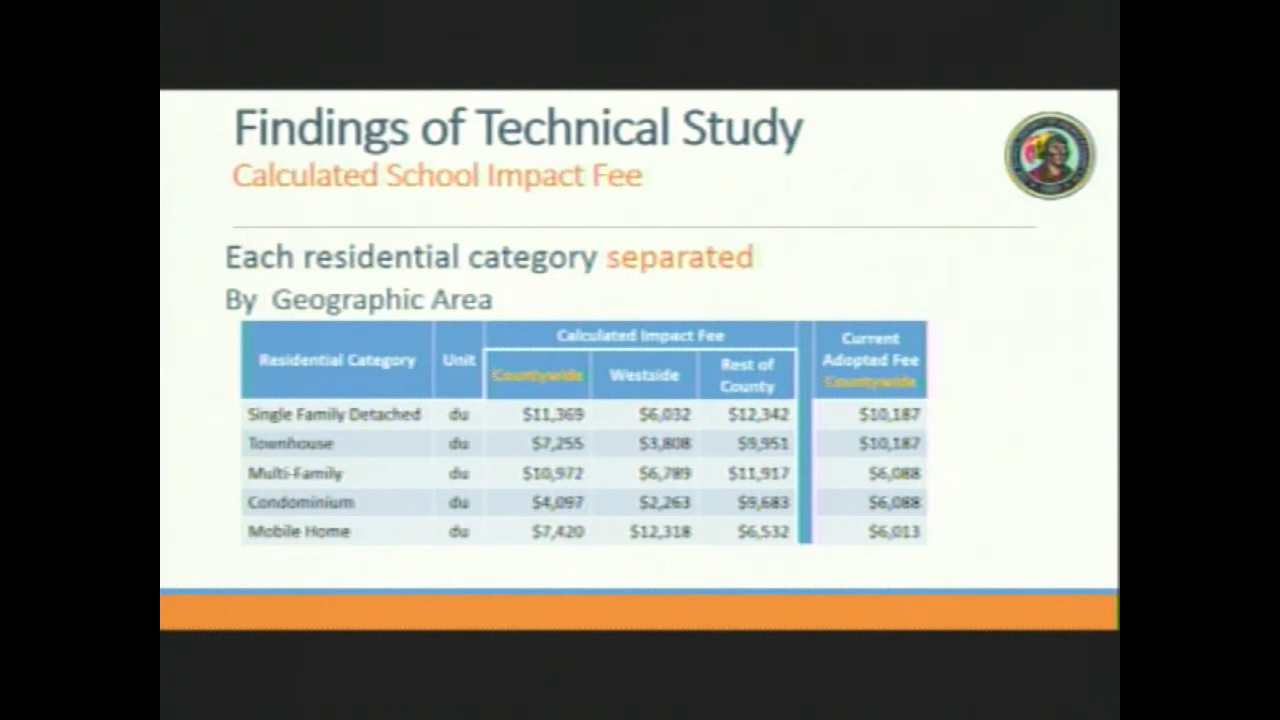 Findings of Technical Study
Calculated School Impact Fee
Each residential category separated
By Geographic Area
Residential Category Unit Calculated Impact Fee Current Adopted Fee Countywide
Countywide Westside Rest of County
Single Family Detached du $11,369 $6,032 $12,342 $10,187
Townhouse du $7,255 $3,808 $9,951 $10,187
Multi-Family du $10,972 $6,789 $11,917 $6,088
Condominium du $4,097 $2,263 $9,683 $6,088
Mobile Home du $7,420 $12,318 $6,532 $6,013